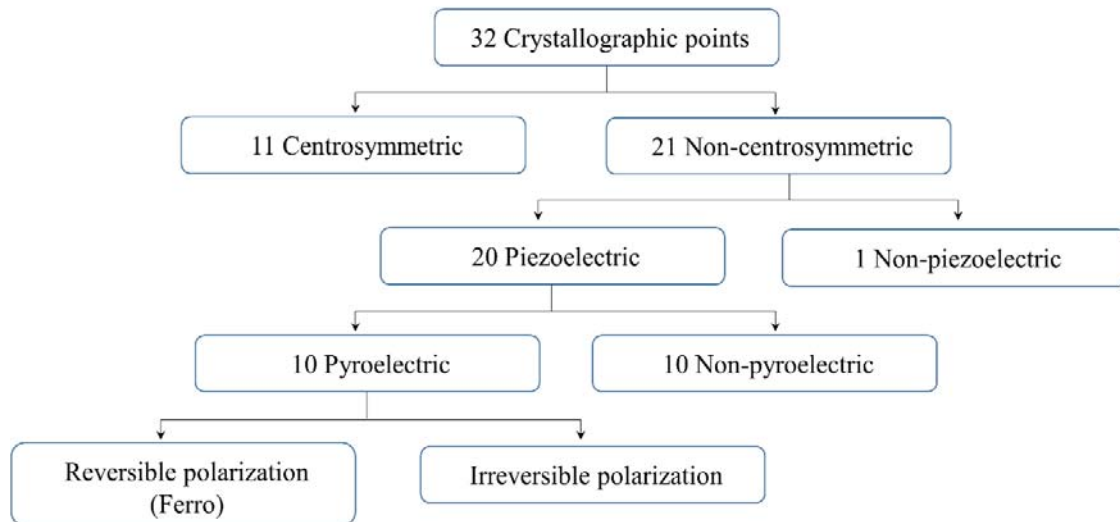 32 Crystallographic points
11 Centrosymmetric
21 Non-centrosymmetric
20 Piezoelectric
1 Non-piezoelectric
10 Pyroelectric
10 Non-pyroelectric
Reversible polarization
(Ferro)
Irreversible polarization